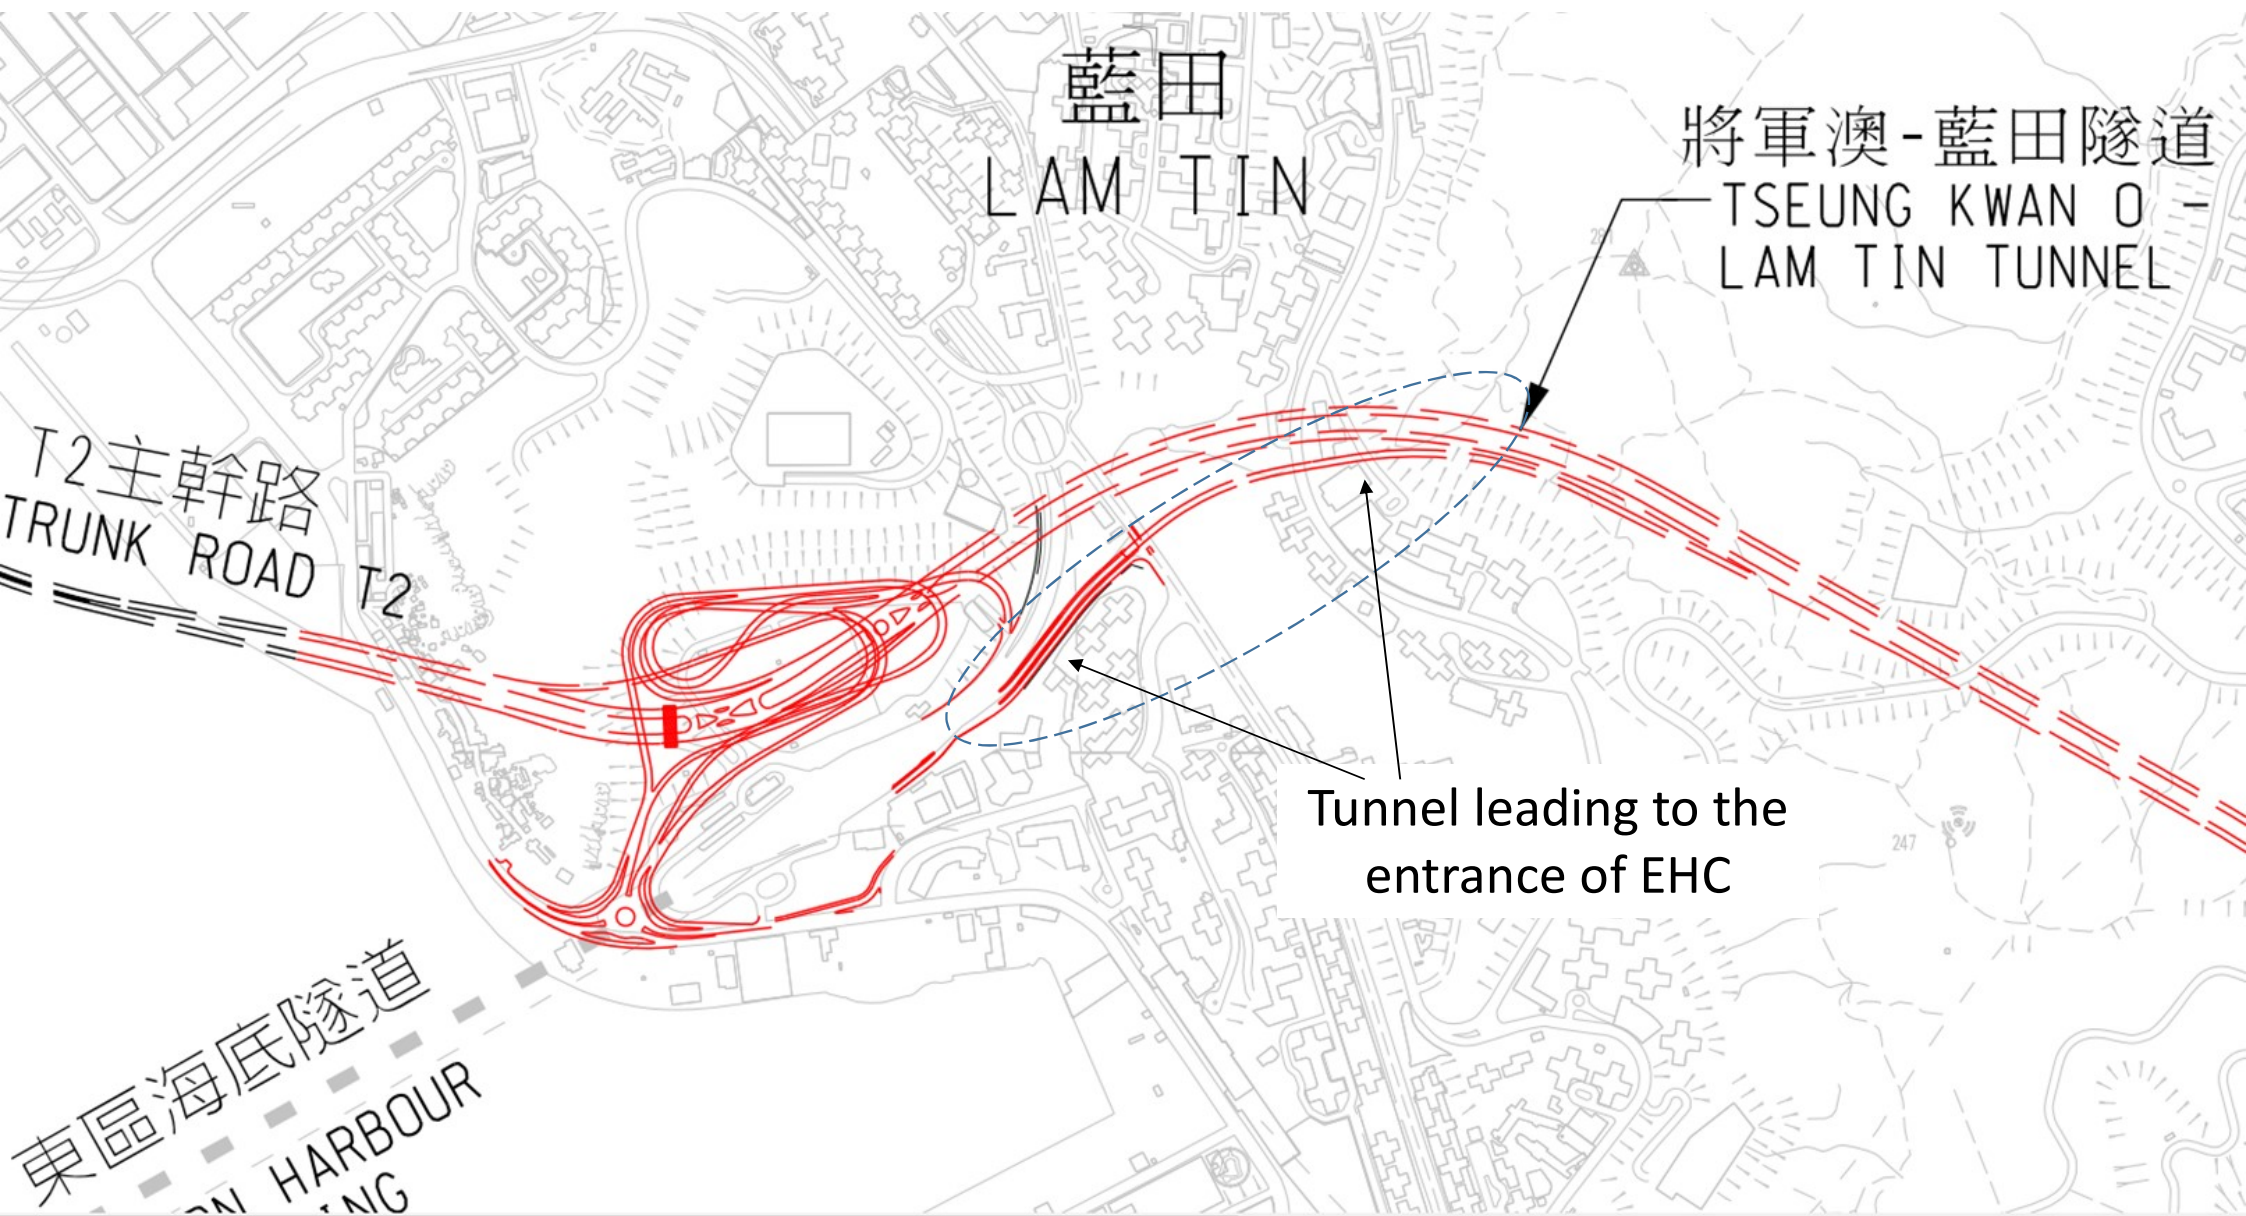 藍田
LAM TIN
將軍澳-藍田隧道
TSEUNG KWAN O -
LAM TIN TUNNEL
T2主幹路
TRUNK ROAD T2
Tunnel leading to the
entrance of EHC
247
東區海底隧道
HARBOUR